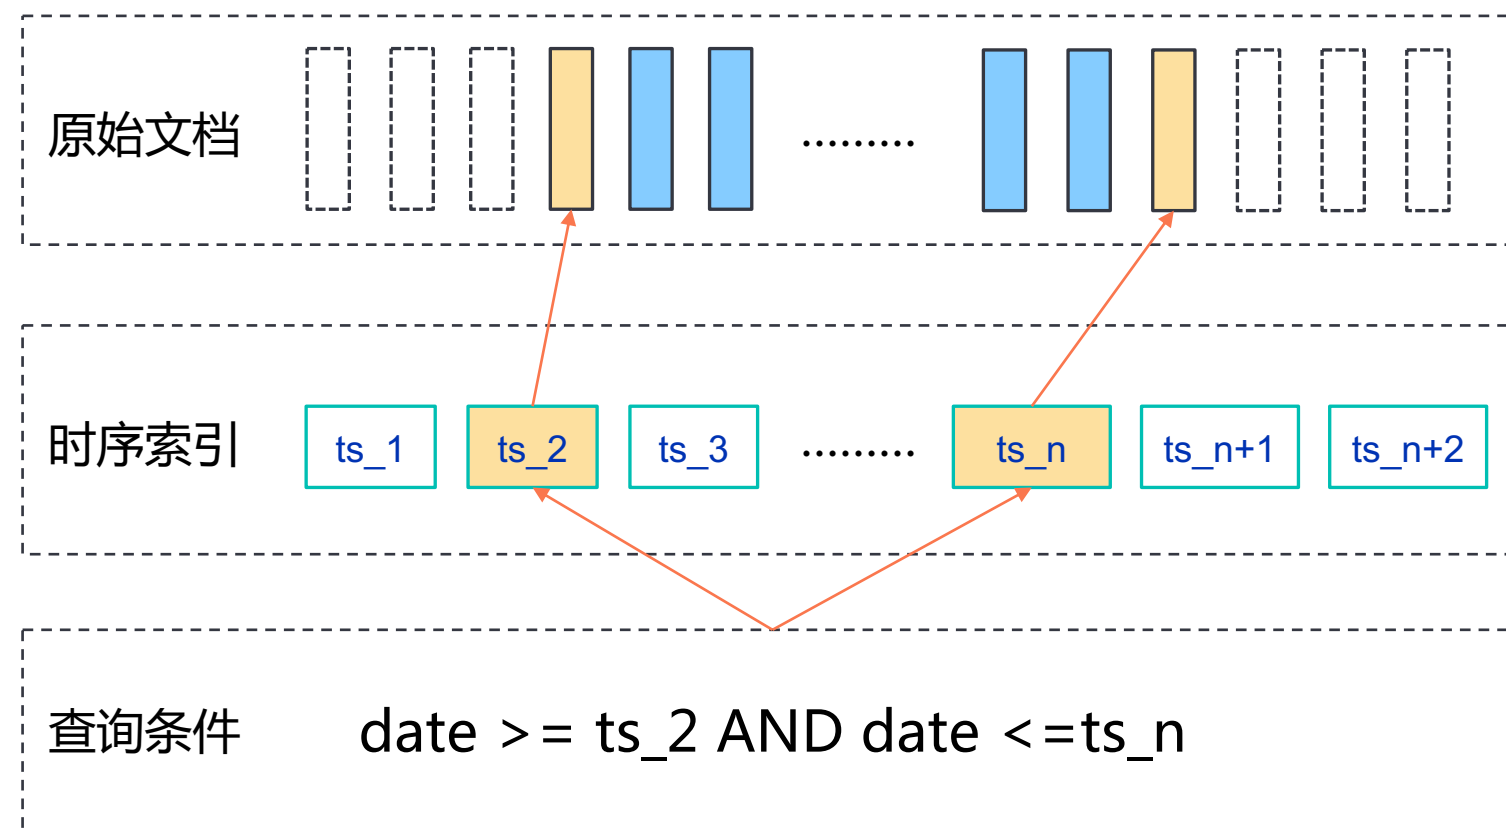 原始文档
.........
时序索引
ts_1 ts_2 ts_3 ......... ts_n ts_n+1 ts_n+2
查询条件 date >= ts_2 AND date <=ts_n